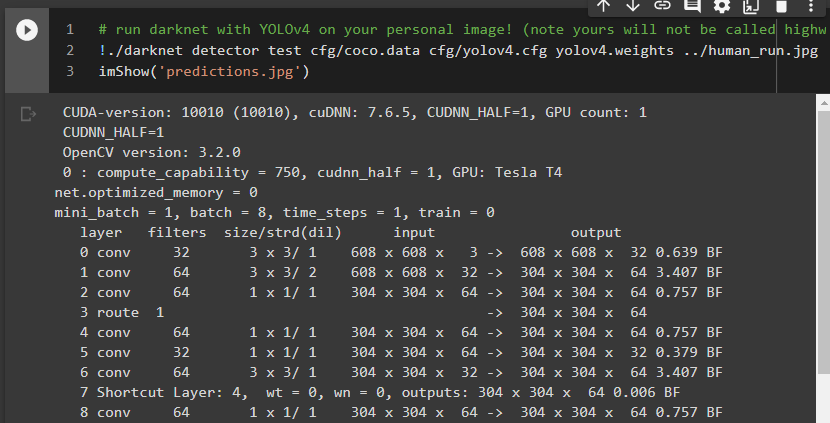 1 # run darknet with YOLOv4 on your personal image! (note yours will not be called highw
2 !./darknet detector test cfg/coco.data cfg/yolov4.cfg yolov4.weights ../human_run.jpg
3 imShow('predictions.jpg')
CUDA-version: 10010 (10010), cuDNN: 7.6.5, CUDNN_HALF=1, GPU count: 1
CUDNN_HALF=1
OpenCV version: 3.2.0
0 : compute_capability = 750, cudnn_half = 1, GPU: Tesla T4
net.optimized_memory = 0
mini_batch = 1, batch = 8, time_steps = 1, train = 0
layer filters size/strd(dil) input output
0 conv 32 3 x 3/ 1 608 x 608 x 3 -> 608 x 608 x 32 0.639 BF
1 conv 64 3 x 3/ 2 608 x 608 x 32 -> 304 x 304 x 64 3.407 BF
2 conv 64 1 x 1/ 1 304 x 304 x 64 -> 304 x 304 x 64 0.757 BF
3 route 1 -> 304 x 304 x 64
4 conv 64 1 x 1/ 1 304 x 304 x 64 -> 304 x 304 x 64 0.757 BF
5 conv 32 1 x 1/ 1 304 x 304 x 64 -> 304 x 304 x 32 0.379 BF
6 conv 64 3 x 3/ 1 304 x 304 x 32 -> 304 x 304 x 64 3.407 BF
7 Shortcut Layer: 4, wt = 0, wn = 0, outputs: 304 x 304 x 64 0.006 BF
8 conv 64 1 x 1/ 1 304 x 304 x 64 -> 304 x 304 x 64 0.757 BF